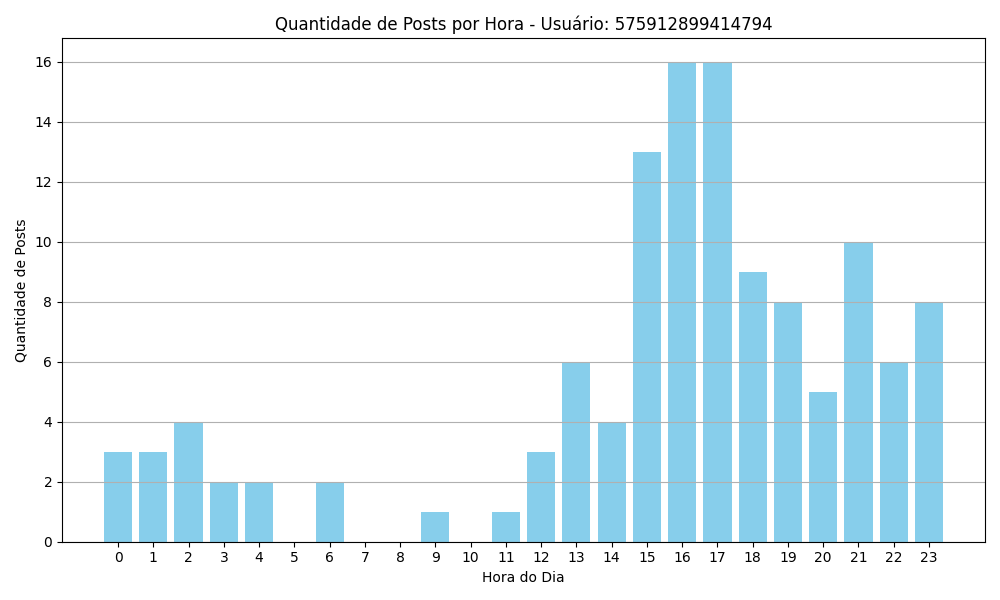 Quantidade de Posts por Hora - Usuário: 575912899414794
16
14
12
10
8
6
4
2
0
Quantidade de Posts
0 1 2 3 4 5 6 7 8 9 10 11 12 13 14 15 16 17 18 19 20 21 22 23
Hora do Dia